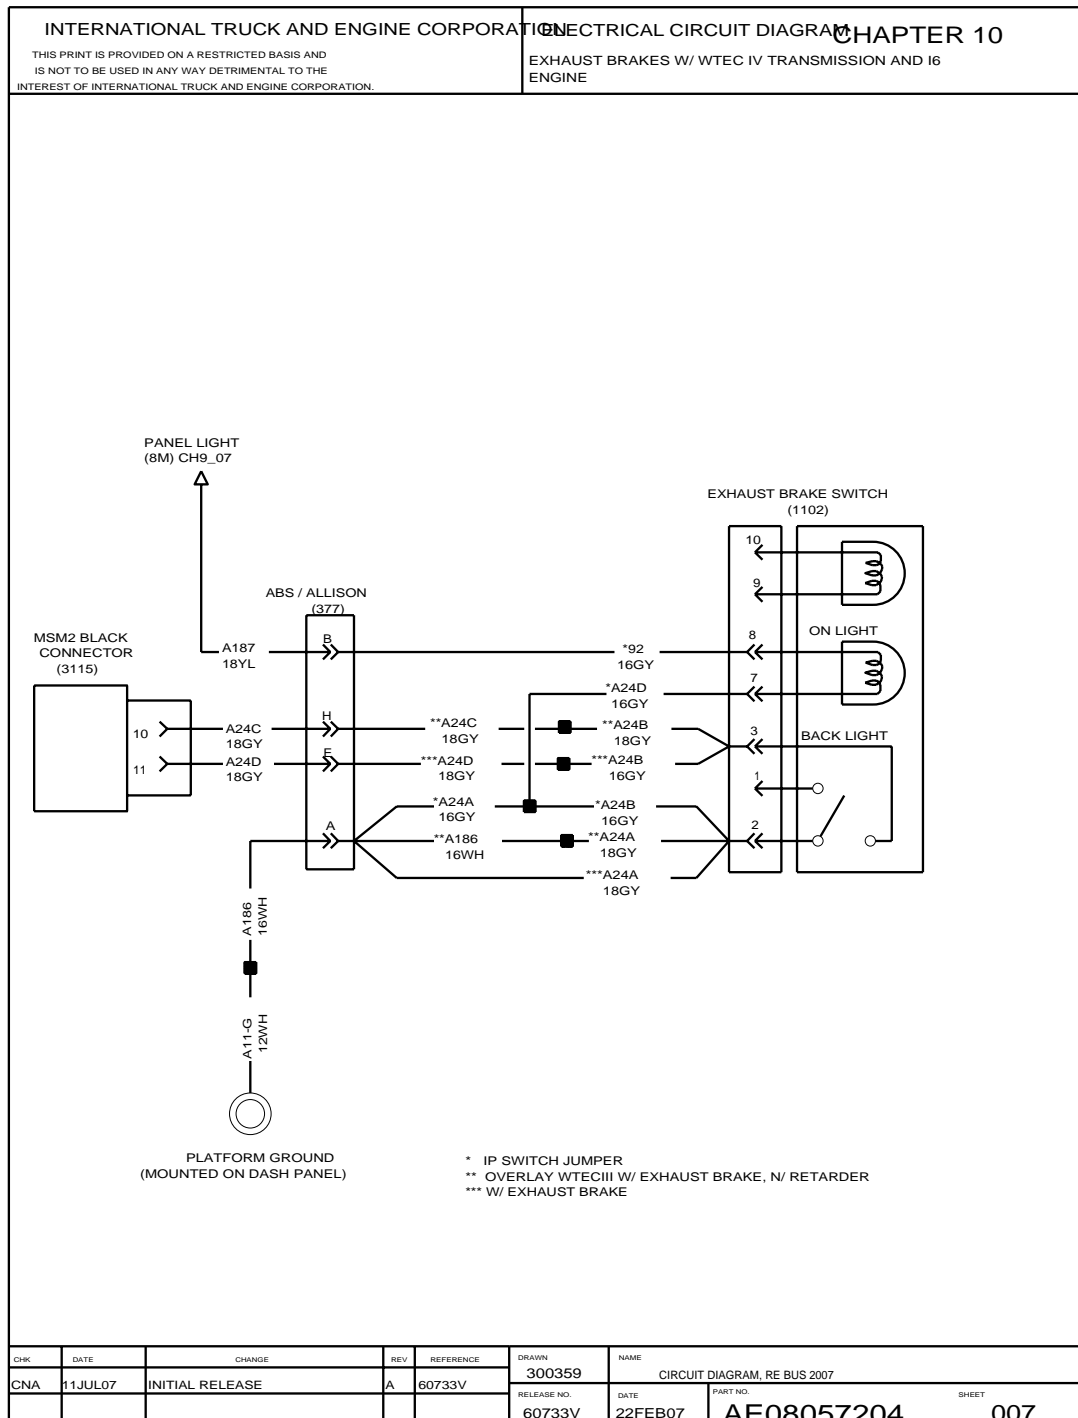 INTERNATIONAL TRUCK AND ENGINE CORPORATION
THIS PRINT IS PROVIDED ON A RESTRICTED BASIS AND
IS NOT TO BE USED IN ANY WAY DETRIMENTAL TO THE
INTEREST OF INTERNATIONAL TRUCK AND ENGINE CORPORATION.
ELECTRICAL CIRCUIT DIAGRAM
CHAPTER 10
EXHAUST BRAKES W/ WTEC IV TRANSMISSION AND I6
ENGINE
PANEL LIGHT
(8M) CH9_07
EXHAUST BRAKE SWITCH
(1102)
10
9
ABS / ALLISON
(377)
MSM2 BLACK
CONNECTOR
(3115)
A187
18YL
B
*92
16GY
8
ON LIGHT
*A24D
16GY
7
10
A24C
18GY
H
**A24C
18GY
**A24B
18GY
3
BACK LIGHT
11
A24D
18GY
F
***A24D
18GY
***A24B
16GY
1
*A24A
16GY
*A24B
16GY
A
**A186
16WH
**A24A
18GY
2
***A24A
18GY
A186
16WH
A11-G
12WH
PLATFORM GROUND
(MOUNTED ON DASH PANEL)
* IP SWITCH JUMPER
** OVERLAY WTECIII W/ EXHAUST BRAKE, N/ RETARDER
*** W/ EXHAUST BRAKE
CHK DATE CHANGE REV REFERENCE DRAWN NAME
CNA 11JUL07 INITIAL RELEASE A 60733V 300359 CIRCUIT DIAGRAM, RE BUS 2007
RELEASE NO. DATE PART NO. SHEET
60733V 22FEB07 AE08057204 007